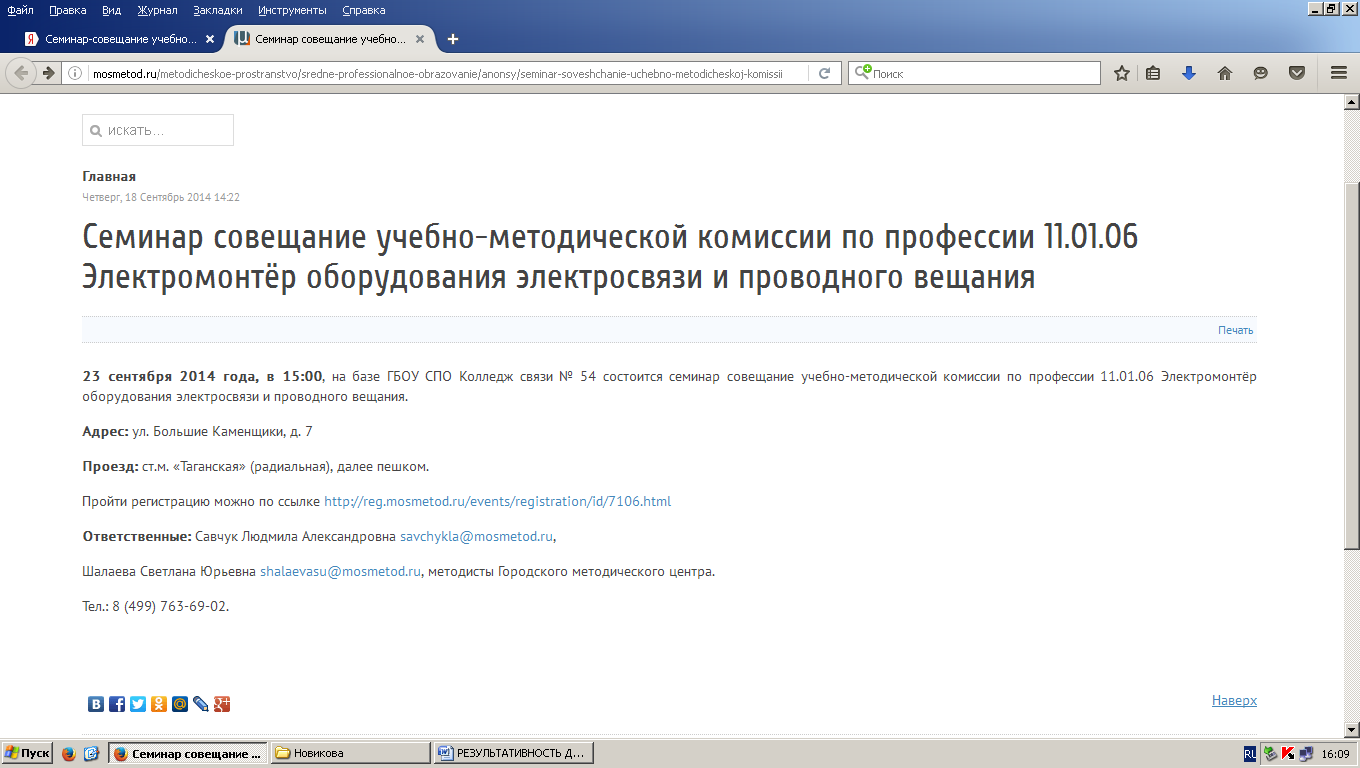 Файл Правка Вид Журнал Закладки Инструменты Справка
Семинар-совещание учебно... Семинар совещание учебно...
mosmetod.ru/metodicheskoe-prostranstvo/sredne-professionalnoe-obrazovanie/anonsy/seminar-soveshchanie-uchebno-metodicheskoj-komissii Поиск
искать...
Главная
Четверг, 18 Сентябрь 2014 14:22
Семинар совещание учебно-методической комиссии по профессии 11.01.06
Электромонтёр оборудования электросвязи и проводного вещания
Печать
23 сентября 2014 года, в 15:00, на базе ГБОУ СПО Колледж связи № 54 состоится семинар совещание учебно-методической комиссии по профессии 11.01.06 Электромонтёр
оборудования электросвязи и проводного вещания.
Адрес: ул. Большие Каменщики, д. 7
Проезд: ст.м. «Таганская» (радиальная), далее пешком.
Пройти регистрацию можно по ссылке http://reg.mosmetod.ru/events/registration/id/7106.html
Ответственные: Савчук Людмила Александровна savchykla@mosmetod.ru,
Шалаева Светлана Юрьевна shalaevasu@mosmetod.ru, методисты Городского методического центра.
Тел.: 8 (499) 763-69-02.
Наверх
Пуск Семинар совещание ... Новикова РЕЗУЛЬТАТИВНОСТЬ Д... RU 16:09